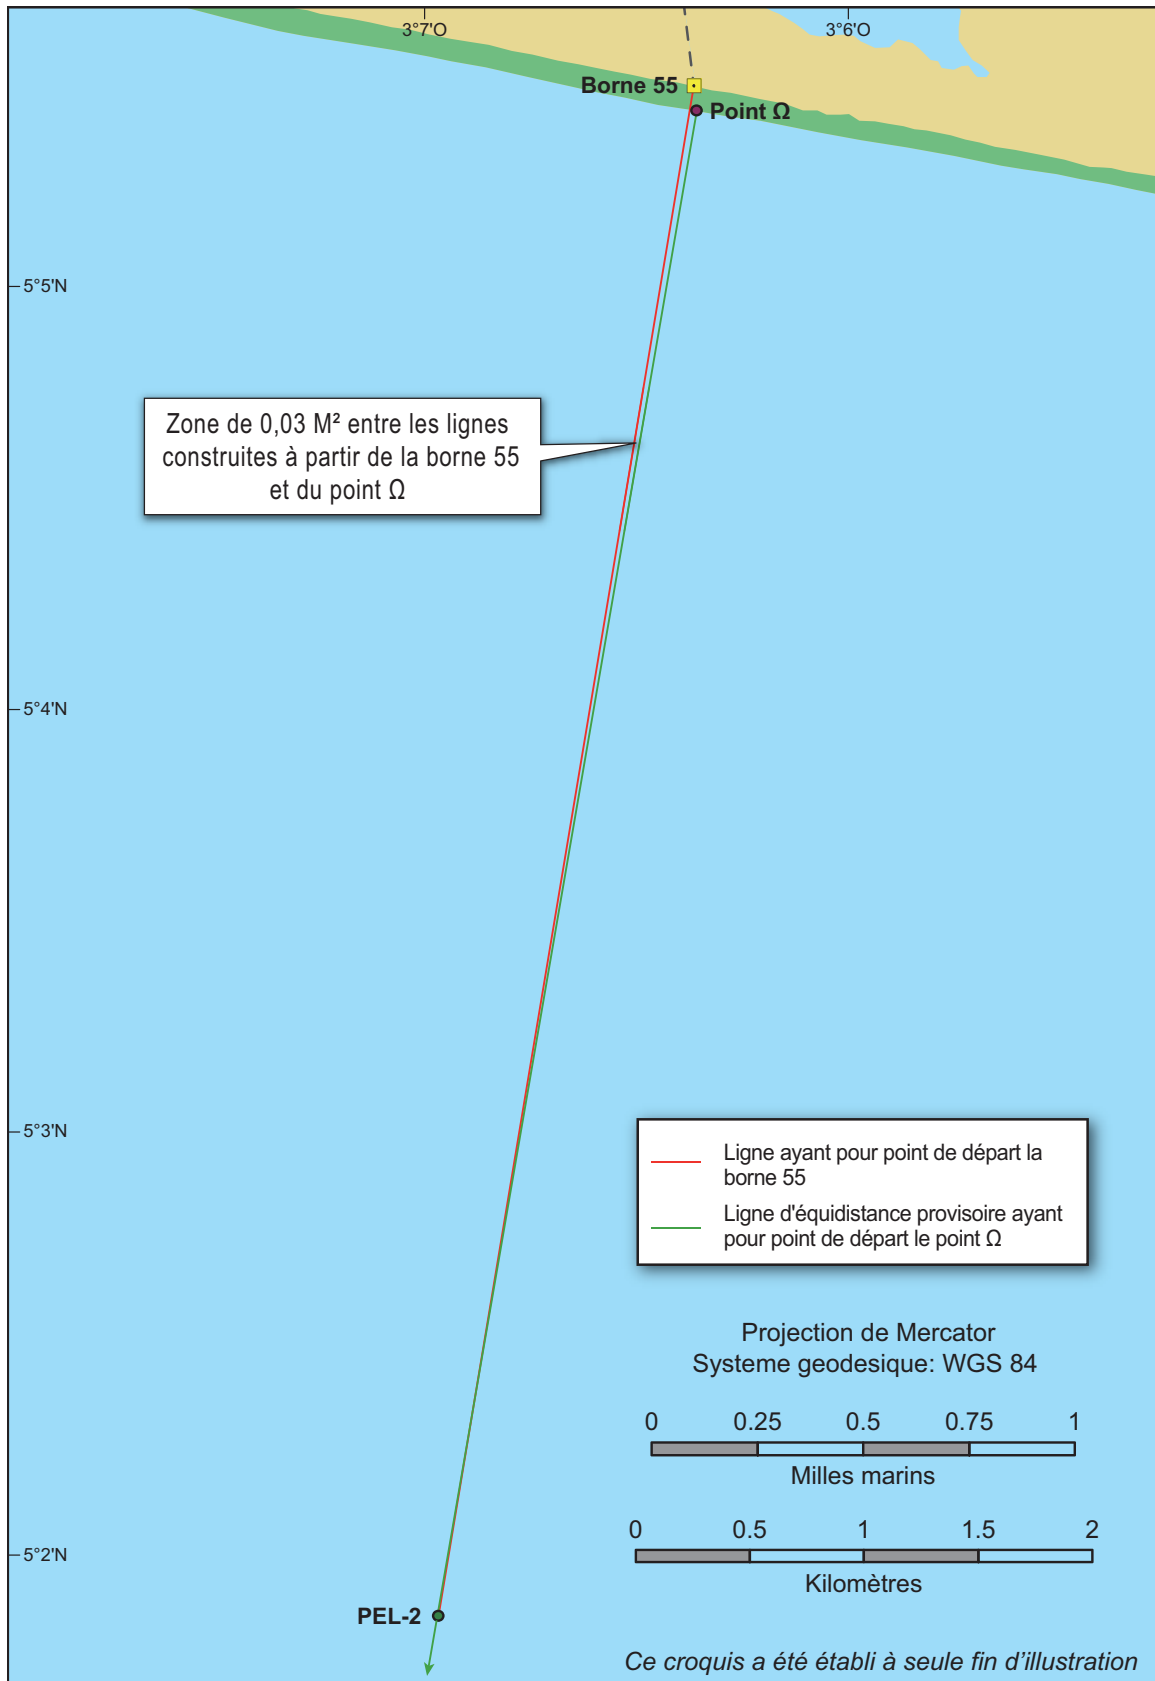 3°7'O
3°6'O
Borne 55
Point Ω
5°5'N
Zone de 0,03 M² entre les lignes
construites à partir de la borne 55
et du point Ω
5°4'N
5°3'N
Ligne ayant pour point de départ la
borne 55
Ligne d'équidistance provisoire ayant
pour point de départ le point Ω
Projection de Mercator
Systeme geodesique: WGS 84
0 0.25 0.5 0.75 1
Milles marins
0 0.5 1 1.5 2
Kilomètres
5°2'N
PEL-2
Ce croquis a été établi à seule fin d’illustration